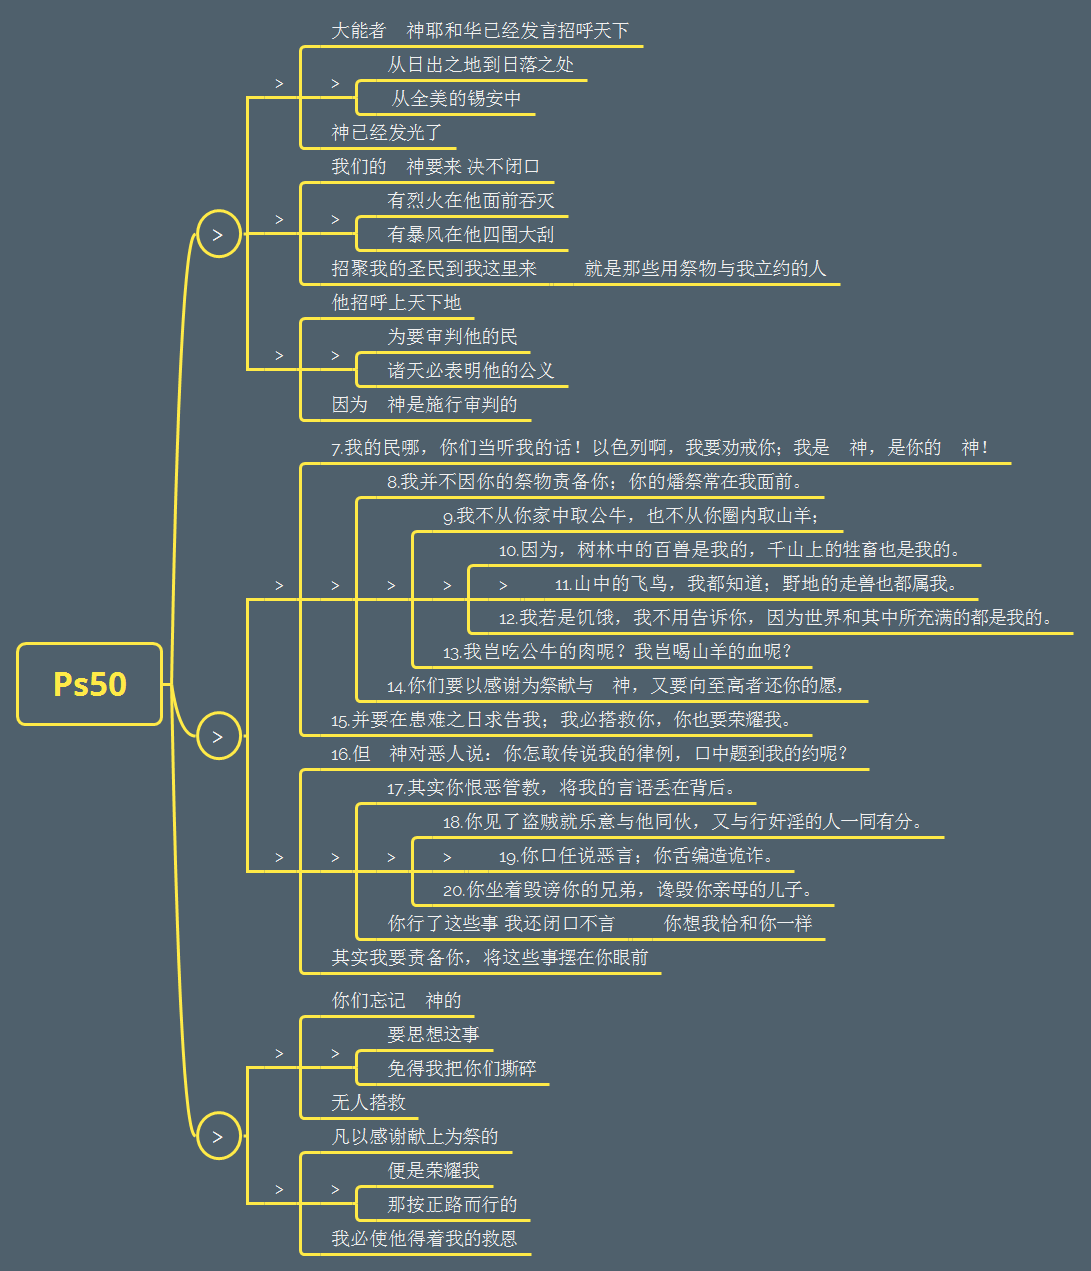 大能者　神耶和华已经发言招呼天下
>
>
从日出之地到日落之处
从全美的锡安中
神已经发光了
>
我们的　神要来 决不闭口
>
>
有烈火在他面前吞灭
有暴风在他四围大刮
招聚我的圣民到我这里来
就是那些用祭物与我立约的人
他招呼上天下地
>
>
为要审判他的民
诸天必表明他的公义
因为　神是施行审判的
7.我的民哪，你们当听我的话！以色列啊，我要劝戒你；我是　神，是你的　神！
8.我并不因你的祭物责备你；你的燔祭常在我面前。
9.我不从你家中取公牛，也不从你圈内取山羊；
10.因为，树林中的百兽是我的，千山上的牲畜也是我的。
>
>
>
>
>
11.山中的飞鸟，我都知道；野地的走兽也都属我。
12.我若是饥饿，我不用告诉你，因为世界和其中所充满的都是我的。
13.我岂吃公牛的肉呢？我岂喝山羊的血呢？
Ps50
14.你们要以感谢为祭献与　神，又要向至高者还你的愿，
15.并要在患难之日求告我；我必搭救你，你也要荣耀我。
>
16.但　神对恶人说：你怎敢传说我的律例，口中题到我的约呢？
17.其实你恨恶管教，将我的言语丢在背后。
18.你见了盗贼就乐意与他同伙，又与行奸淫的人一同有分。
>
>
>
>
19.你口任说恶言；你舌编造诡诈。
20.你坐着毁谤你的兄弟，谗毁你亲母的儿子。
你行了这些事 我还闭口不言
你想我恰和你一样
其实我要责备你，将这些事摆在你眼前
你们忘记　神的
>
>
要思想这事
免得我把你们撕碎
无人搭救
>
凡以感谢献上为祭的
>
>
便是荣耀我
那按正路而行的
我必使他得着我的救恩